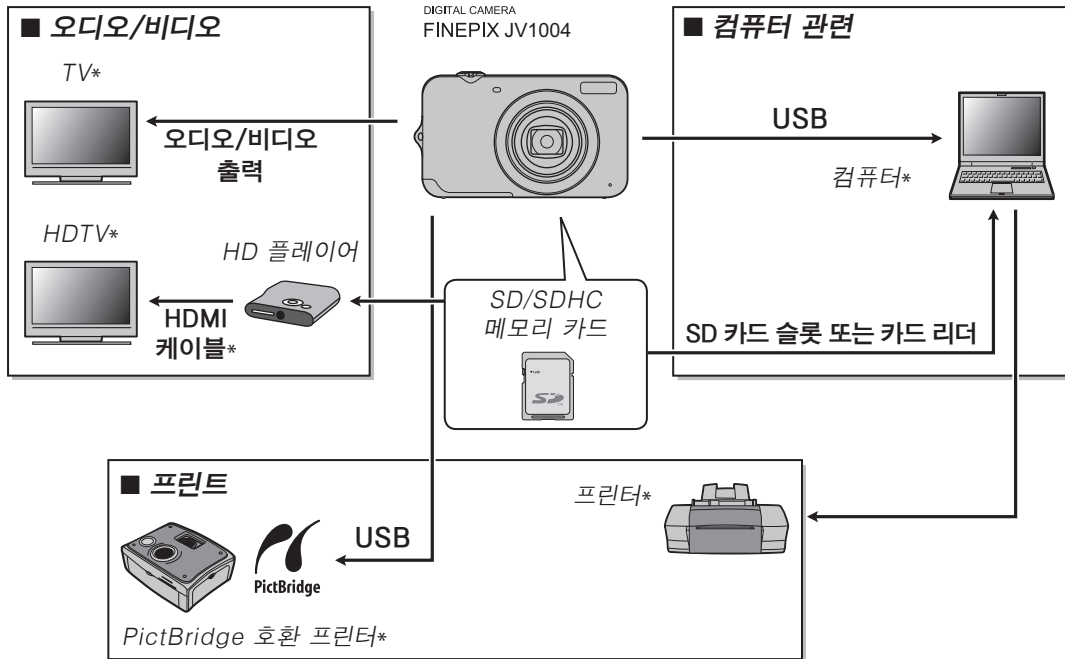 DIGITAL CAMERA
FINEPIX JV1004
■ 오디오/비디오
TV*
오디오/비디오
출력
HDTV*
HD 플레이어
HDMI
케이블*
■ 컴퓨터 관련
USB
컴퓨터*
SD/SDHC
메모리 카드
SD
SD 카드 슬롯 또는 카드 리더
■ 프린트
USB
PictBridge
PictBridge 호환 프린터*
프린터*